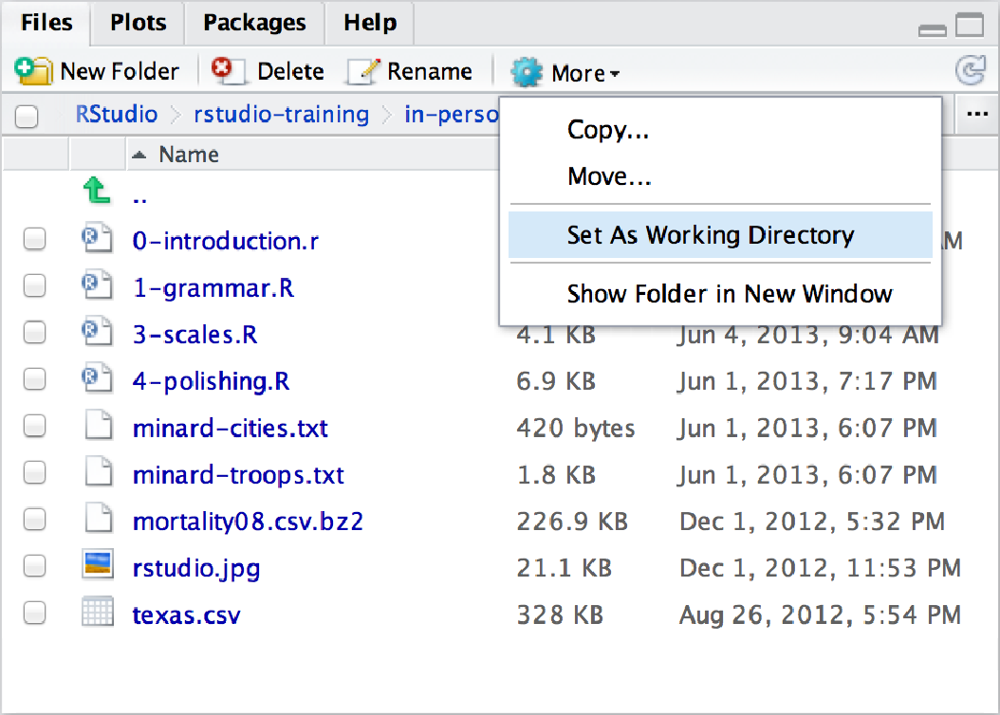 Files Plots Packages Help
New Folder Delete Rename More
RStudio rstudio-training in-perso ...
Copy...
Move...
Set As Working Directory
Show Folder in New Window
Name
..
0-introduction.r AM
1-grammar.R
3-scales.R 4.1 KB Jun 4, 2013, 9:04 AM
4-polishing.R 6.9 KB Jun 1, 2013, 7:17 PM
minard-cities.txt 420 bytes Jun 1, 2013, 6:07 PM
minard-troops.txt 1.8 KB Jun 1, 2013, 6:07 PM
mortality08.csv.bz2 226.9 KB Dec 1, 2012, 5:32 PM
rstudio.jpg 21.1 KB Dec 1, 2012, 11:53 PM
texas.csv 328 KB Aug 26, 2012, 5:54 PM